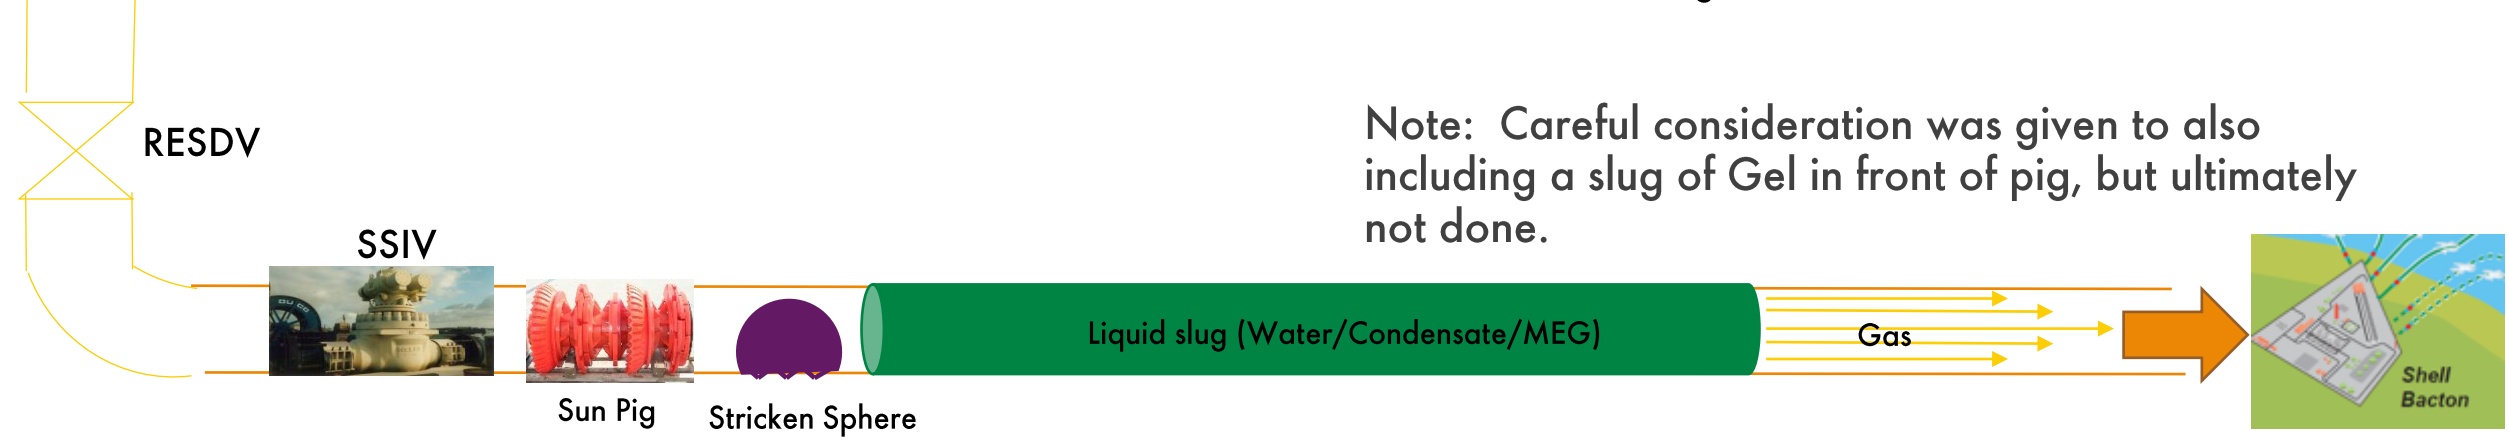 Note: Careful consideration was given to also
including a slug of Gel in front of pig, but ultimately
not done.
RESDV
SSIV
Liquid slug (Water/Condensate/MEG)
Gas
Sun Pig
Stricken Sphere
Shell
Bacton